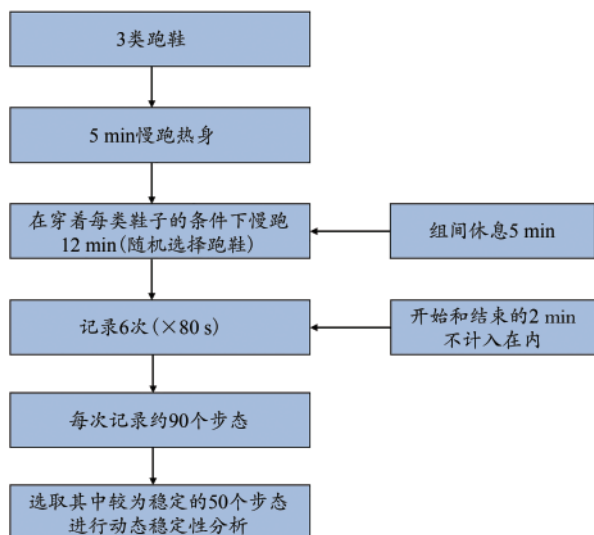 3类跑鞋
5 min慢跑热身
在穿着每类鞋子的条件下慢跑
12 min(随机选择跑鞋)
组间休息5 min
记录6次(×80 s)
开始和结束的2 min
不计入在内
每次记录约90个步态
选取其中较为稳定的50个步态
进行动态稳定性分析